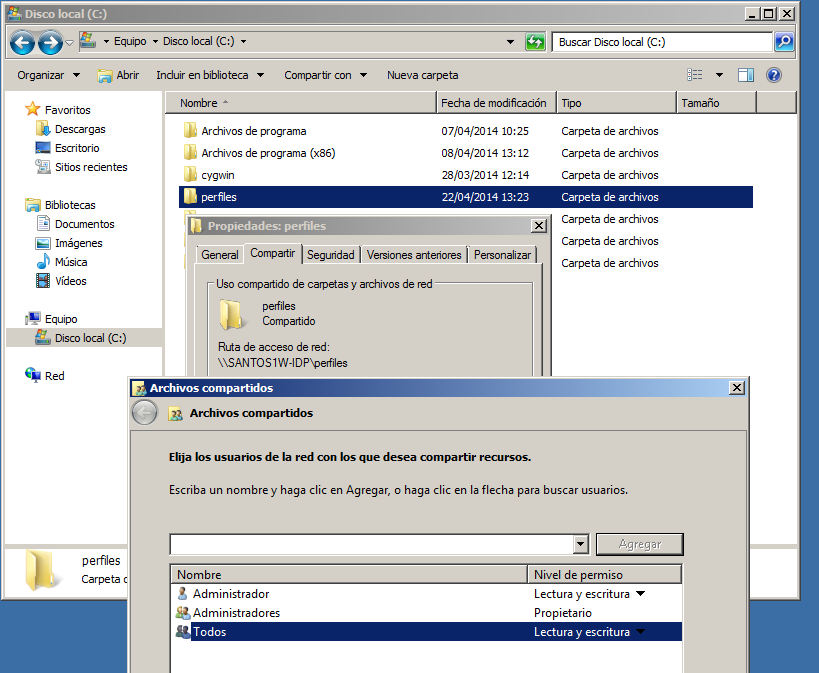 Disco local (C:)
Equipo Disco local (C:)
Buscar Disco local (C:)
Organizar Abrir Incluir en biblioteca Compartir con Nueva carpeta
Nombre Fecha de modificación Tipo Tamaño
Favoritos
Descargas
Escritorio
Sitios recientes
Bibliotecas
Documentos
Imágenes
Música
Vídeos
Equipo
Disco local (C:)
Red
Archivos de programa 07/04/2014 10:25 Carpeta de archivos
Archivos de programa (x86) 08/04/2014 13:12 Carpeta de archivos
cygwin 28/03/2014 12:14 Carpeta de archivos
perfiles 22/04/2014 13:23 Carpeta de archivos
Carpeta de archivos
Carpeta de archivos
Carpeta de archivos
Propiedades: perfiles
General Compartir Seguridad Versiones anteriores Personalizar
Uso compartido de carpetas y archivos de red
perfiles
Compartido
Ruta de acceso de red:
\\SANTOS1W-IDP\perfiles
Archivos compartidos
Archivos compartidos
Elija los usuarios de la red con los que desea compartir recursos.
Escriba un nombre y haga clic en Agregar, o haga clic en la flecha para buscar usuarios.
Agregar
Nombre Nivel de permiso
Administrador Lectura y escritura
Administradores Propietario
Todos Lectura y escritura
perfiles
Carpeta